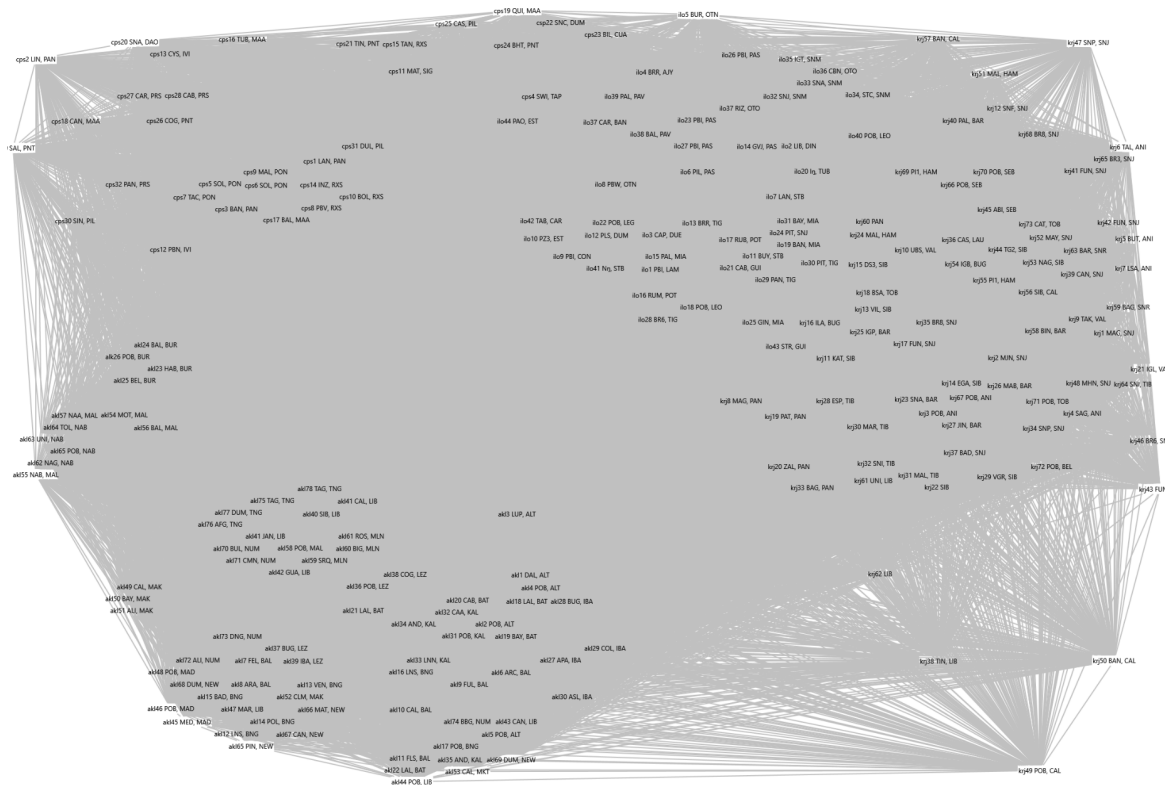 cps19 QUI, MAA
ilo5 BUR, OTN
cps25 CAS, PIL
csp22 SNC, DUM
cps23 BIL, CUA
cps20 SNA, DAO
cps16 TUB, MAA
cps21 TIN, PNT
cps15 TAN, RXS
cps24 BHT, PNT
krj57 BAN, CAL
krj47 SNP, SNJ
cps2 LIN, PAN
cps13 CYS, IVI
ilo26 PBI, PAS
ilo35 IGT, SNM
cps11 MAT, SIG
ilo4 BRR, AJY
ilo36 CBN, OTO
krj51 MAL, HAM
ilo33 SNA, SNM
cps27 CAR, PRS
cps28 CAB, PRS
cps4 SWI, TAP
ilo39 PAL, PAV
ilo32 SNJ, SNM
ilo34, STC, SNM
ilo37 RIZ, OTO
krj12 SNF, SNJ
cps18 CAN, MAA
cps26 COG, PNT
ilo44 PAO, EST
ilo37 CAR, BAN
ilo23 PBI, PAS
krj40 PAL, BAR
ilo38 BAL, PAV
ilo40 POB, LEO
krj68 BR8, SNJ
SAL, PNT
cps31 DUL, PIL
ilo27 PBI, PAS
ilo14 GVJ, PAS
ilo2 LIB, DIN
krj6 TAL, ANI
cps1 LAN, PAN
krj65 BR3, SNJ
cps9 MAL, PON
ilo6 PIL, PAS
ilo20 Iŋ, TUB
krj69 PI1, HAM
krj70 POB, SEB
krj41 FUN, SNJ
cps32 PAN, PRS
cps5 SOL, PON
cps6 SOL, PON
cps14 INZ, RXS
ilo8 PBW, OTN
krj66 POB, SEB
cps7 TAC, PON
cps10 BOL, RXS
ilo7 LAN, STB
cps3 BAN, PAN
cps8 PBV, RXS
krj45 ABI, SEB
cps30 SIN, PIL
cps17 BAL, MAA
ilo42 TAB, CAR
ilo22 POB, LEG
ilo13 BRR, TIG
ilo31 BAY, MIA
krj60 PAN
krj73 CAT, TOB
krj42 FUN, SNJ
ilo12 PLS, DUM
ilo3 CAP, DUE
ilo24 PIT, SNJ
krj24 MAL, HAM
ilo10 PZ3, EST
ilo17 RUB, POT
krj36 CAS, LAU
krj52 MAY, SNJ
krj5 BUT, ANI
ilo19 BAN, MIA
cps12 PBN, IVI
krj10 UBS, VAL
krj44 TG2, SIB
krj63 BAR, SNR
ilo9 PBI, CON
ilo15 PAL, MIA
ilo11 BUY, STB
ilo30 PIT, TIG
krj15 DS3, SIB
krj54 IGB, BUG
krj53 NAG, SIB
ilo41 Nŋ, STB
ilo1 PBI, LAM
ilo21 CAB, GUI
krj7 LSA, ANI
krj39 CAN, SNJ
ilo29 PAN, TIG
krj55 PI1, HAM
ilo16 RUM, POT
krj18 BSA, TOB
krj56 SIB, CAL
ilo18 POB, LEO
krj13 VIL, SIB
krj59 BAG, SNR
ilo28 BR6, TIG
ilo25 GIN, MIA
krj16 ILA, BUG
krj35 BR8, SNJ
krj9 TAK, VAL
krj25 IGP, BAR
krj58 BIN, BAR
krj1 MAC, SNJ
akl24 BAL, BUR
ilo43 STR, GUI
krj17 FUN, SNJ
alk26 POB, BUR
krj11 KAT, SIB
krj2 MJN, SNJ
akl23 HAB, BUR
krj21 IGL, VA
akl25 BEL, BUR
krj14 EGA, SIB
krj26 MAB, BAR
krj48 MHN, SNJ
krj64 SNI, TIB
krj8 MAG, PAN
krj28 ESP, TIB
krj23 SNA, BAR
krj67 POB, ANI
krj71 POB, TOB
akl57 NAA, MAL
akl54 MOT, MAL
krj19 PAT, PAN
krj3 POB, ANI
krj4 SAG, ANI
akl64 TOL, NAB
akl56 BAL, MAL
krj30 MAR, TIB
krj27 JIN, BAR
krj34 SNP, SNJ
akl63 UNI, NAB
krj46 BR6, SN
akl65 POB, NAB
krj37 BAD, SNJ
akl62 NAG, NAB
krj20 ZAL, PAN
krj32 SNI, TIB
krj72 POB, BEL
akl55 NAB, MAL
krj61 UNI, LIB
krj31 MAL, TIB
krj29 VGR, SIB
akl78 TAG, TNG
krj33 BAG, PAN
krj22 SIB
krj43 FUN
akl75 TAG, TNG
akl41 CAL, LIB
akl77 DUM, TNG
akl40 SIB, LIB
akl3 LUP, ALT
akl76 AFG, TNG
akl41 JAN, LIB
akl61 ROS, MLN
akl70 BUL, NUM
akl58 POB, MAL
akl60 BIG, MLN
akl71 CMN, NUM
akl59 SRQ, MLN
akl42 GUA, LIB
akl38 COG, LEZ
akl1 DAL, ALT
krj62 LIB
akl49 CAL, MAK
akl36 POB, LEZ
akl4 POB, ALT
akl50 BAY, MAK
akl20 CAB, BAT
akl18 LAL, BAT
akl28 BUG, IBA
akl51 ALI, MAK
akl21 LAL, BAT
akl32 CAA, KAL
akl34 AND, KAL
akl2 POB, ALT
akl73 DNG, NUM
akl31 POB, KAL
akl19 BAY, BAT
akl37 BUG, LEZ
akl29 COL, IBA
akl72 ALI, NUM
akl7 FEL, BAL
akl39 IBA, LEZ
akl33 LNN, KAL
akl27 APA, IBA
krj38 TIN, LIB
krj50 BAN, CAL
akl48 POB, MAD
akl16 LNS, BNG
akl6 ARC, BAL
akl68 DUM, NEW
akl8 ARA, BAL
akl13 VEN, BNG
akl9 FUL, BAL
akl15 BAD, BNG
akl52 CLM, MAK
akl30 ASL, IBA
akl46 POB, MAD
akl47 MAR, LIB
akl66 MAT, NEW
akl10 CAL, BAL
akl45 MED, MAD
akl14 POL, BNG
akl74 BBG, NUM
akl43 CAN, LIB
akl12 LNS, BNG
akl67 CAN, NEW
akl5 POB, ALT
akl65 PIN, NEW
akl17 POB, BNG
akl11 FLS, BAL
akl35 AND, KAL
akl69 DUM, NEW
akl22 LAL, BAT
akl53 CAL, MKT
krj49 POB, CAL
akl44 POB, LIB